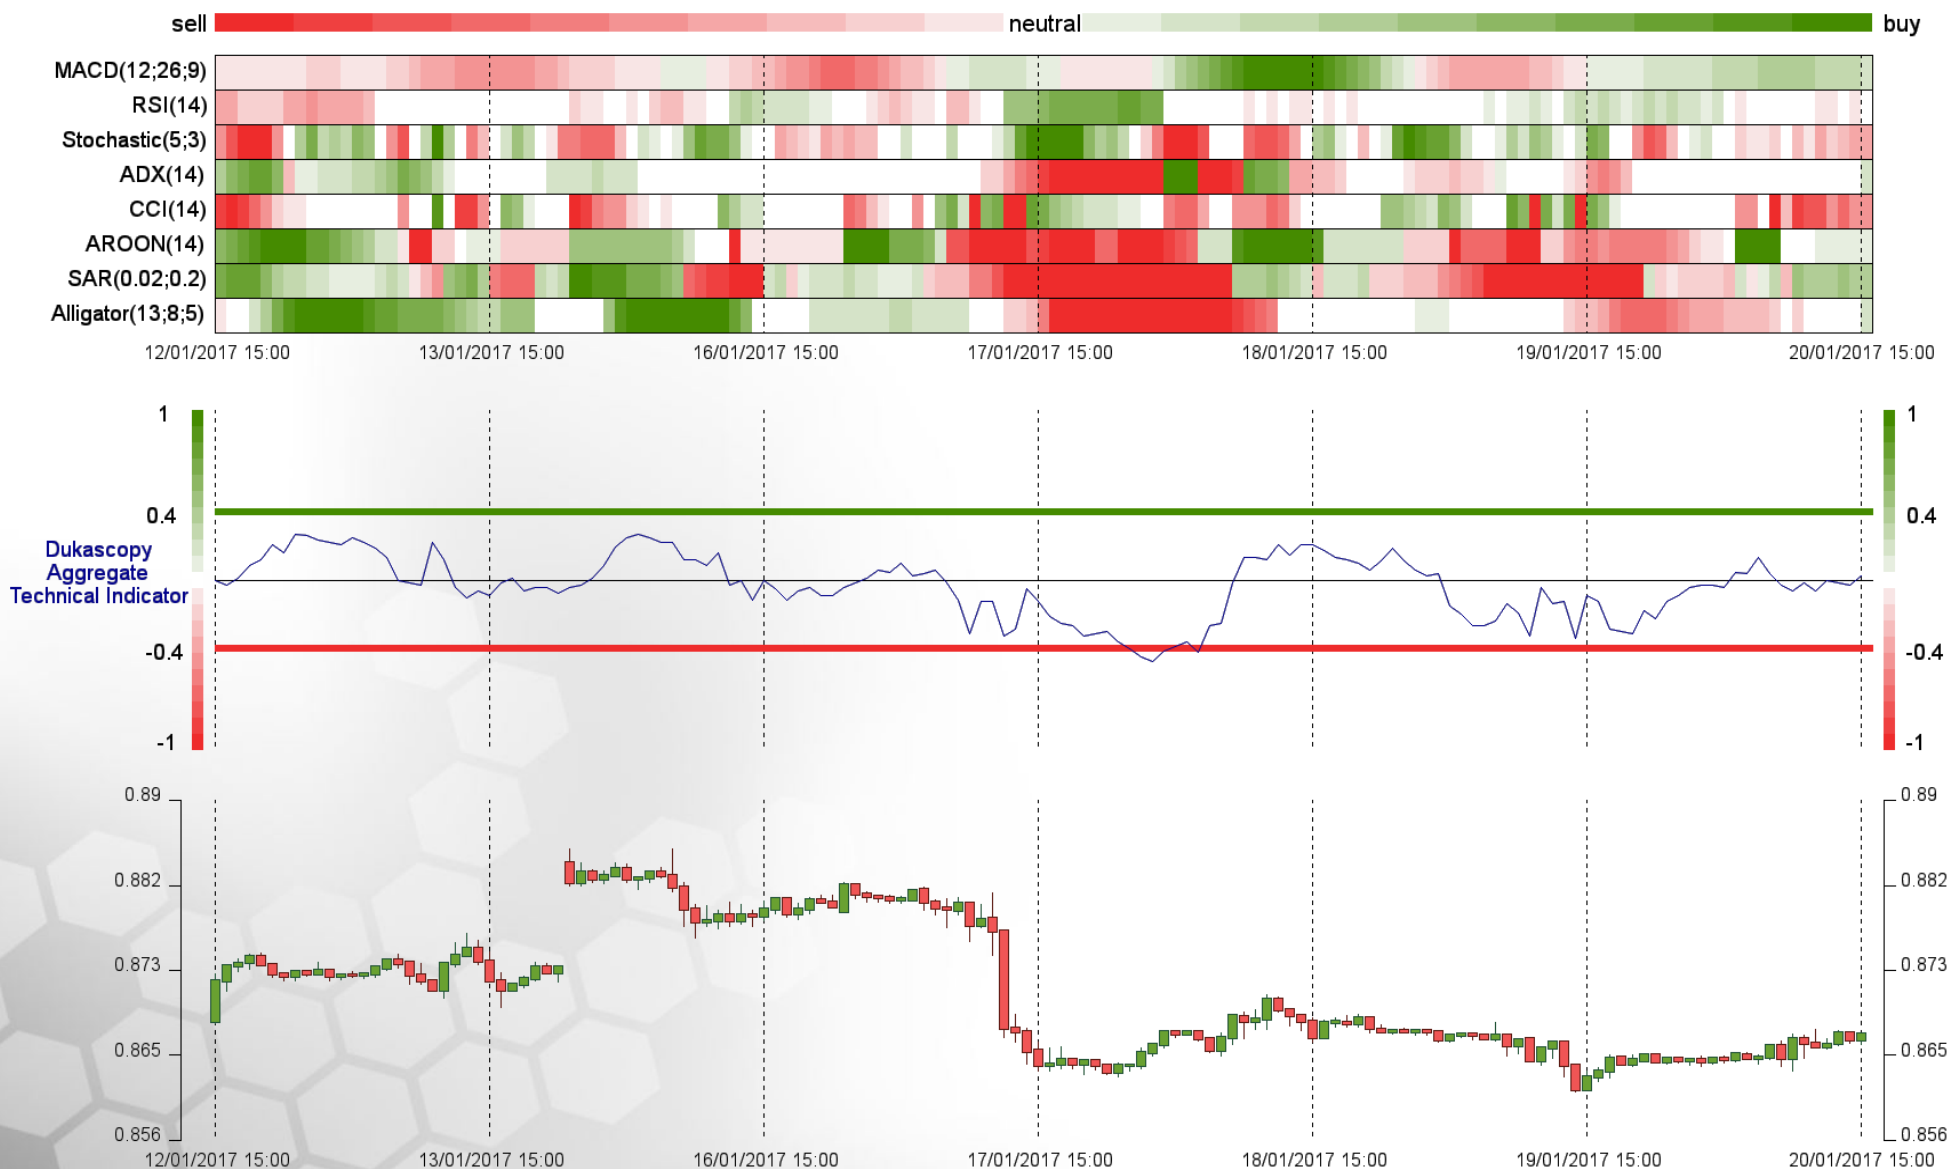 sell neutral buy
MACD(12;26;9)
RSI(14)
Stochastic(5;3)
ADX(14)
CCI(14)
AROON(14)
SAR(0.02;0.2)
Alligator(13;8;5)
12/01/2017 15:00 13/01/2017 15:00 16/01/2017 15:00 17/01/2017 15:00 18/01/2017 15:00 19/01/2017 15:00 20/01/2017 15:00
1 1
0.4 0.4
Dukascopy
Aggregate
Technical Indicator
-0.4 -0.4
-1 -1
0.89 0.89
0.882 0.882
0.873 0.873
0.865 0.865
0.856 0.856
12/01/2017 15:00 13/01/2017 15:00 16/01/2017 15:00 17/01/2017 15:00 18/01/2017 15:00 19/01/2017 15:00 20/01/2017 15:00